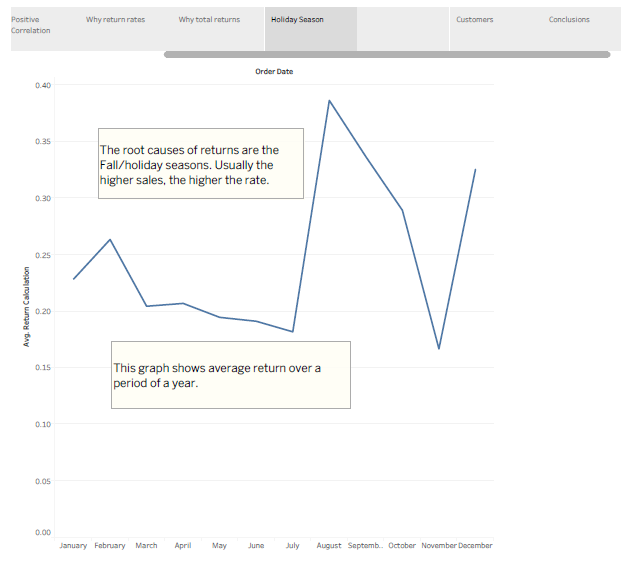 Positive
Correlation
Why return rates
Why total returns
Holiday Season
Customers
Conclusions
Order Date
0.40
The root causes of returns are the
Fall/holiday seasons. Usually the
higher sales, the higher the rate.
0.35
0.30
0.25
Avg. Return Calculation
0.20
This graph shows average return over a
period of a year.
0.15
0.10
0.05
0.00
January February March April May June July August Septemb.. October November December